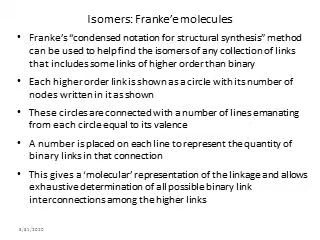 Isomers: Franke'e molecules
• Franke's "condensed notation for structural synthesis" method
can be used to help find the isomers of any collection of links
that includes some links of higher order than binary
• Each higher order link is shown as a circle with its number of
nodes written in it as shown
• These circles are connected with a number of lines emanating
from each circle equal to its valence
• A number is placed on each line to represent the quantity of
binary links in that connection
• This gives a 'molecular' representation of the linkage and allows
exhaustive determination of all possible binary link
interconnections among the higher links